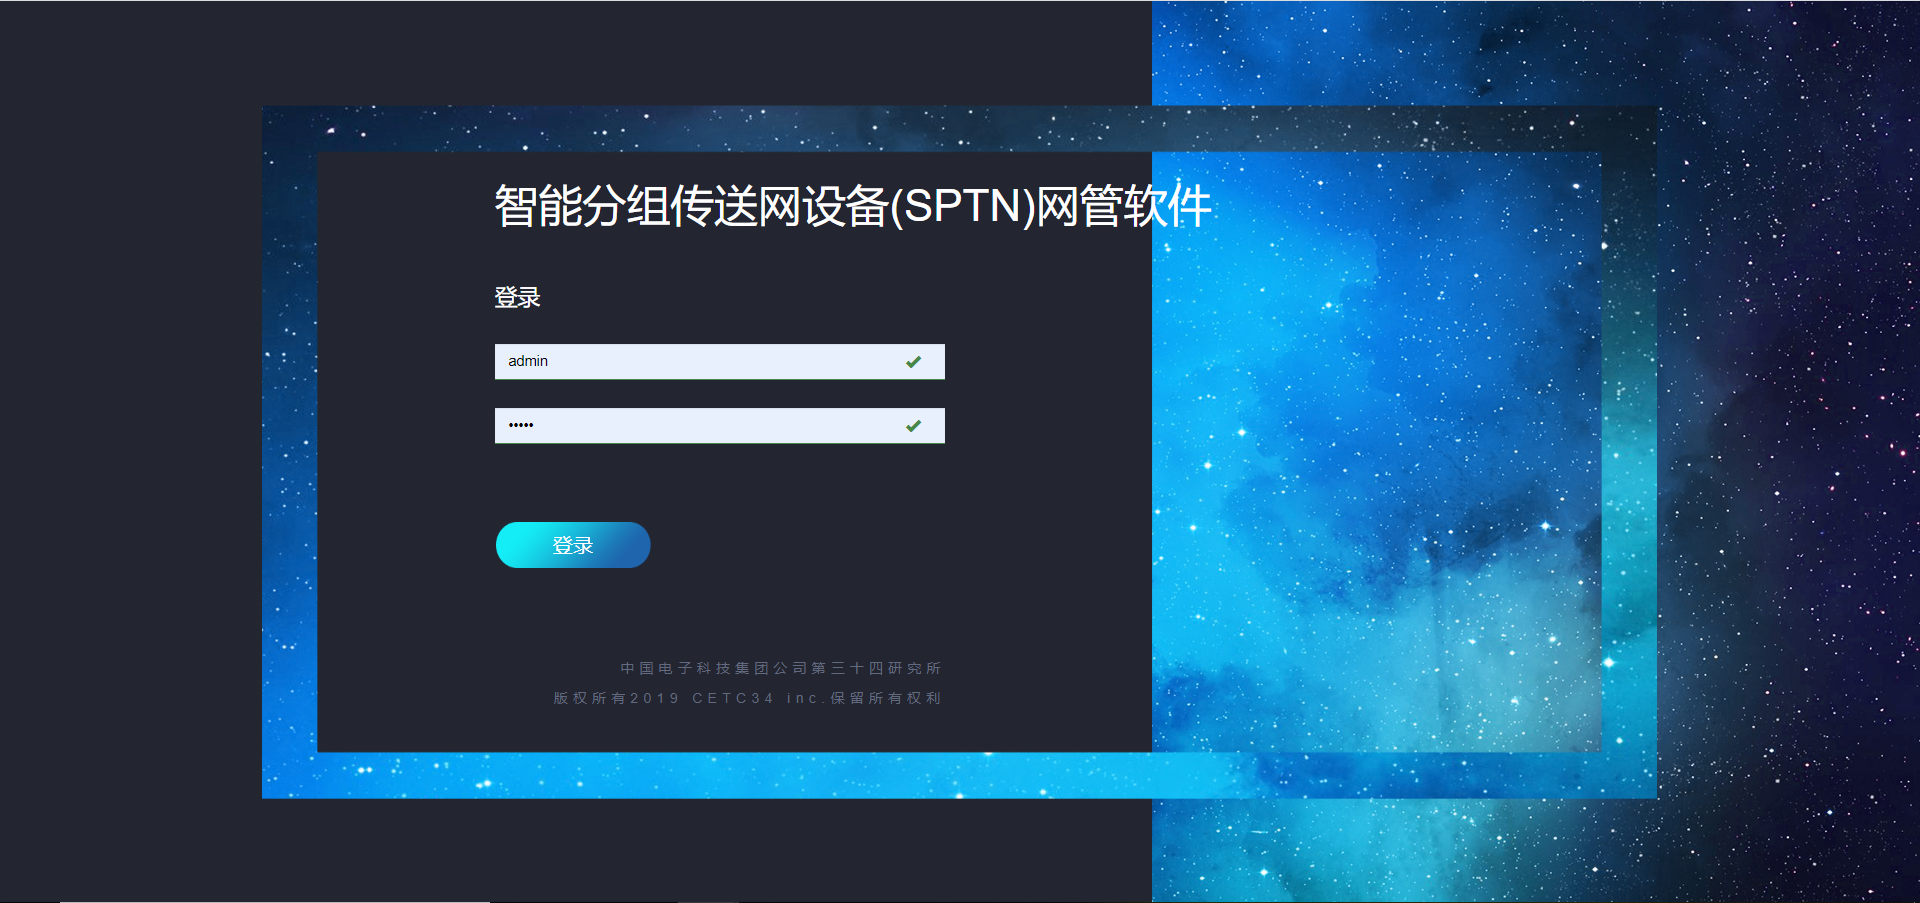 智能分组传送网设备(SPTN)网管软件
登录
admin
•••••
登录
中国电子科技集团公司第三十四研究所
版权所有2019 CETC34 inc.保留所有权利